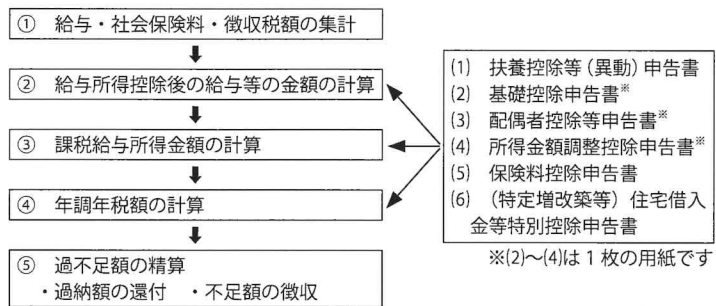 ① 給与・社会保険料・徴収税額の集計
② 給与所得控除後の給与等の金額の計算
③ 課税給与所得金額の計算
④ 年調年税額の計算
⑤ 過不足額の精算
・過納額の還付 ・不足額の徴収
(1) 扶養控除等(異動)申告書
(2) 基礎控除申告書※
(3) 配偶者控除等申告書※
(4) 所得金額調整控除申告書※
(5) 保険料控除申告書
(6) (特定増改築等)住宅借入
金等特別控除申告書
※(2)～(4)は1枚の用紙です